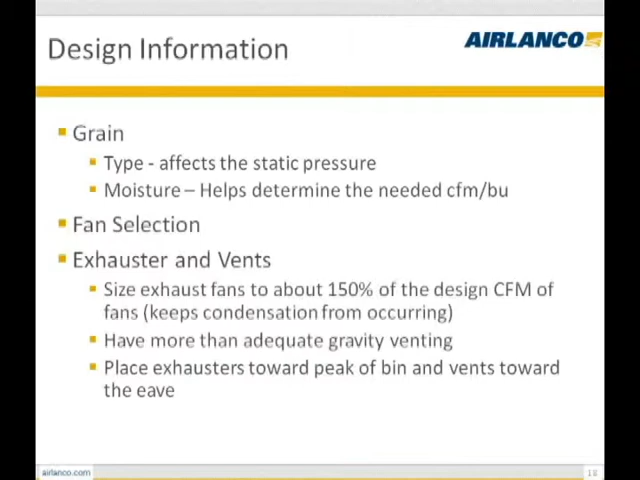 Design Information
AIRLANCO
Grain
Type - affects the static pressure
Moisture – Helps determine the needed cfm/bu
Fan Selection
Exhauster and Vents
Size exhaust fans to about 150% of the design CFM of
fans (keeps condensation from occurring)
Have more than adequate gravity venting
Place exhausters toward peak of bin and vents toward
the eave
airlanco.com